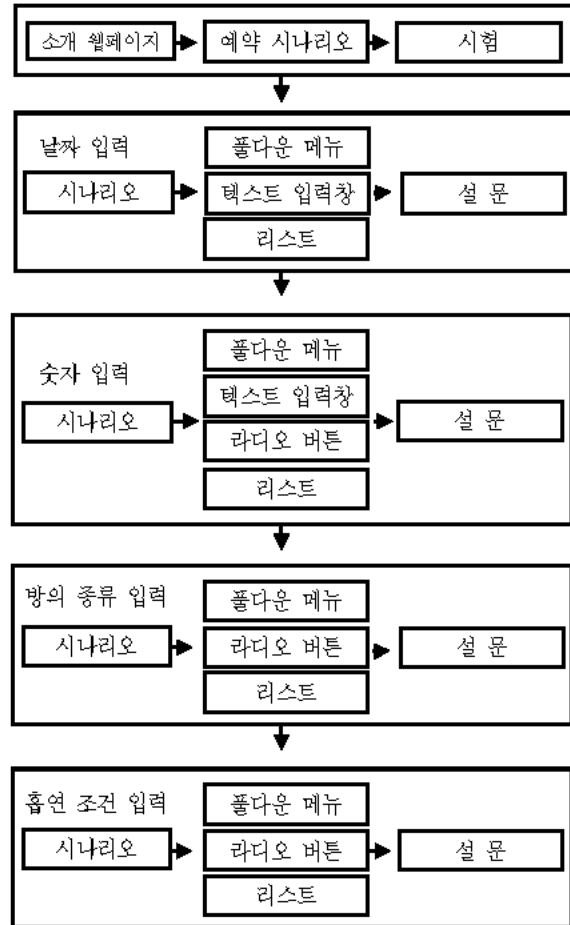 소개 웹페이지 예약 시나리오 시험
날짜 입력
풀다운 메뉴
시나리오 텍스트 입력창 설 문
리스트
풀다운 메뉴
숫자 입력
텍스트 입력창
시나리오 설 문
라디오 버튼
리스트
방의 종류 입력
풀다운 메뉴
시나리오 라디오 버튼 설 문
리스트
흡연 조건 입력
풀다운 메뉴
시나리오 라디오 버튼 설 문
리스트